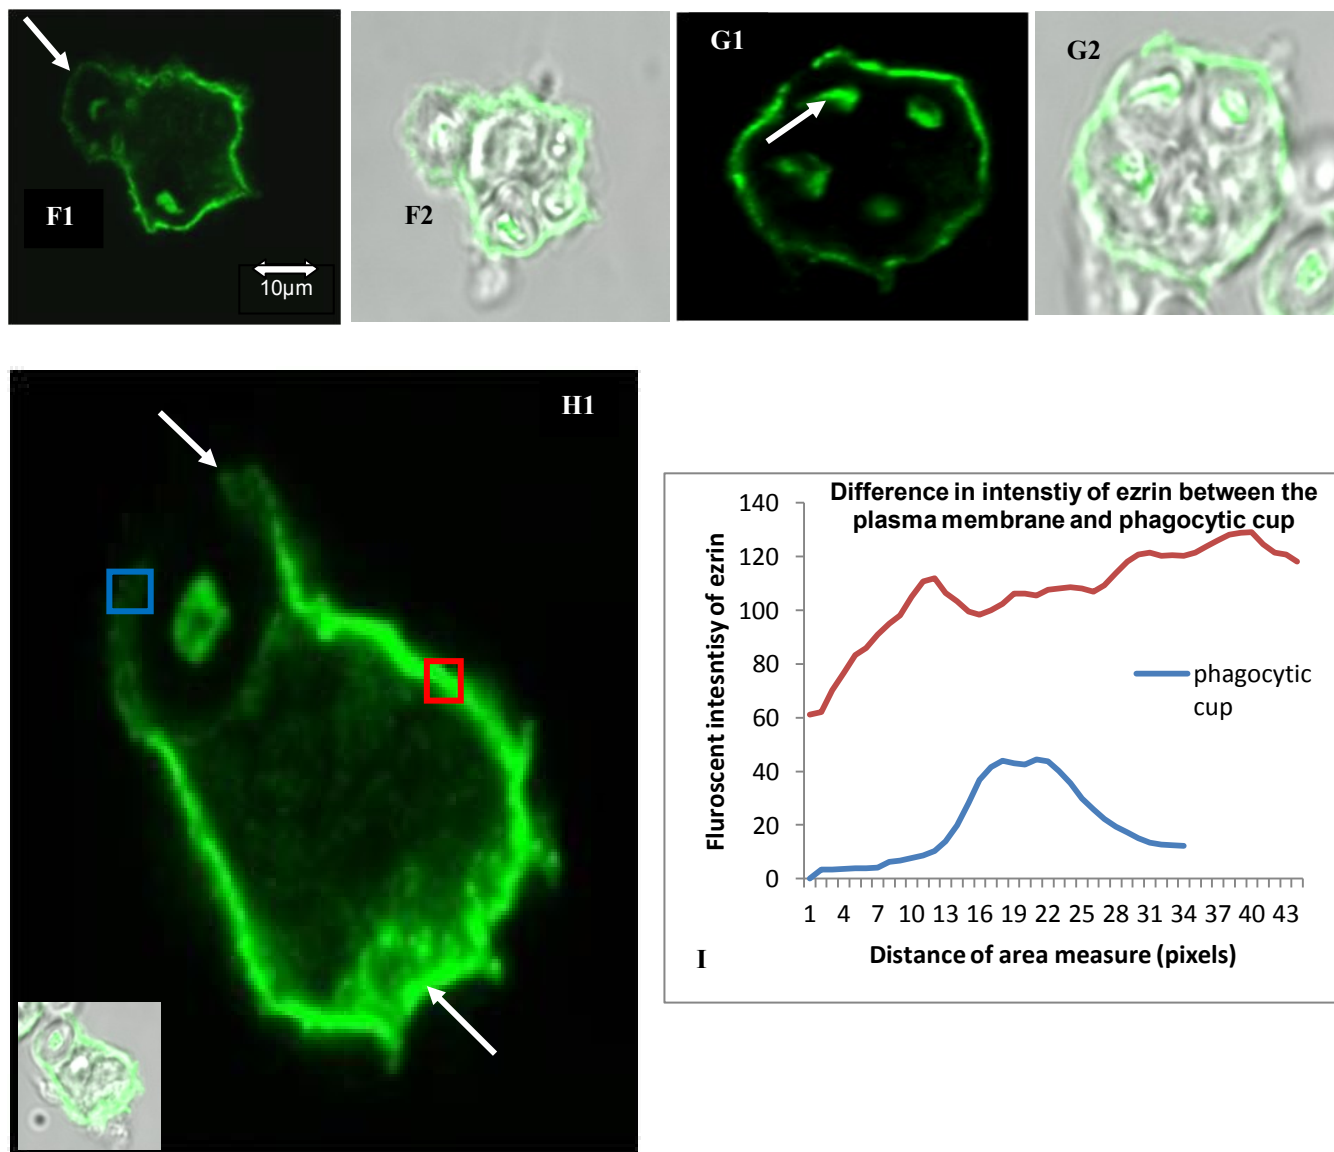 F1
10µm
F2
G1
G2
H1
Difference in intenstiy of ezrin between the
plasma membrane and phagocytic cup
Fluroscent intesntisy of ezrin
140
120
100
80
60
40
20
0
phagocytic
cup
1 4 7 10 13 16 19 22 25 28 31 34 37 40 43
Distance of area measure (pixels)
I